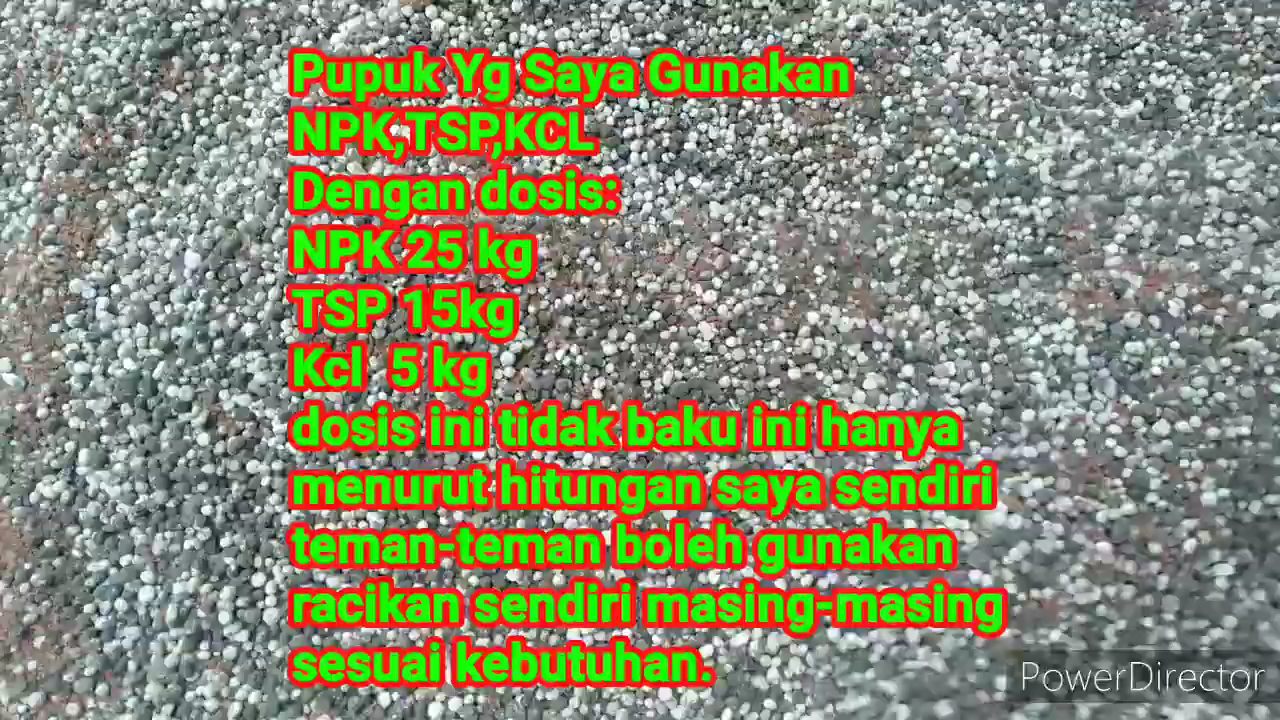 Pupuk Yg Saya Gunakan
NPK,TSP,KCL
Dengan dosis:
NPK 25 kg
TSP 15kg
Kcl  5 kg
dosis ini tidak baku ini hanya
menurut hitungan saya sendiri
teman-teman boleh gunakan
racikan sendiri masing-masing
sesuai kebutuhan.
PowerDirector